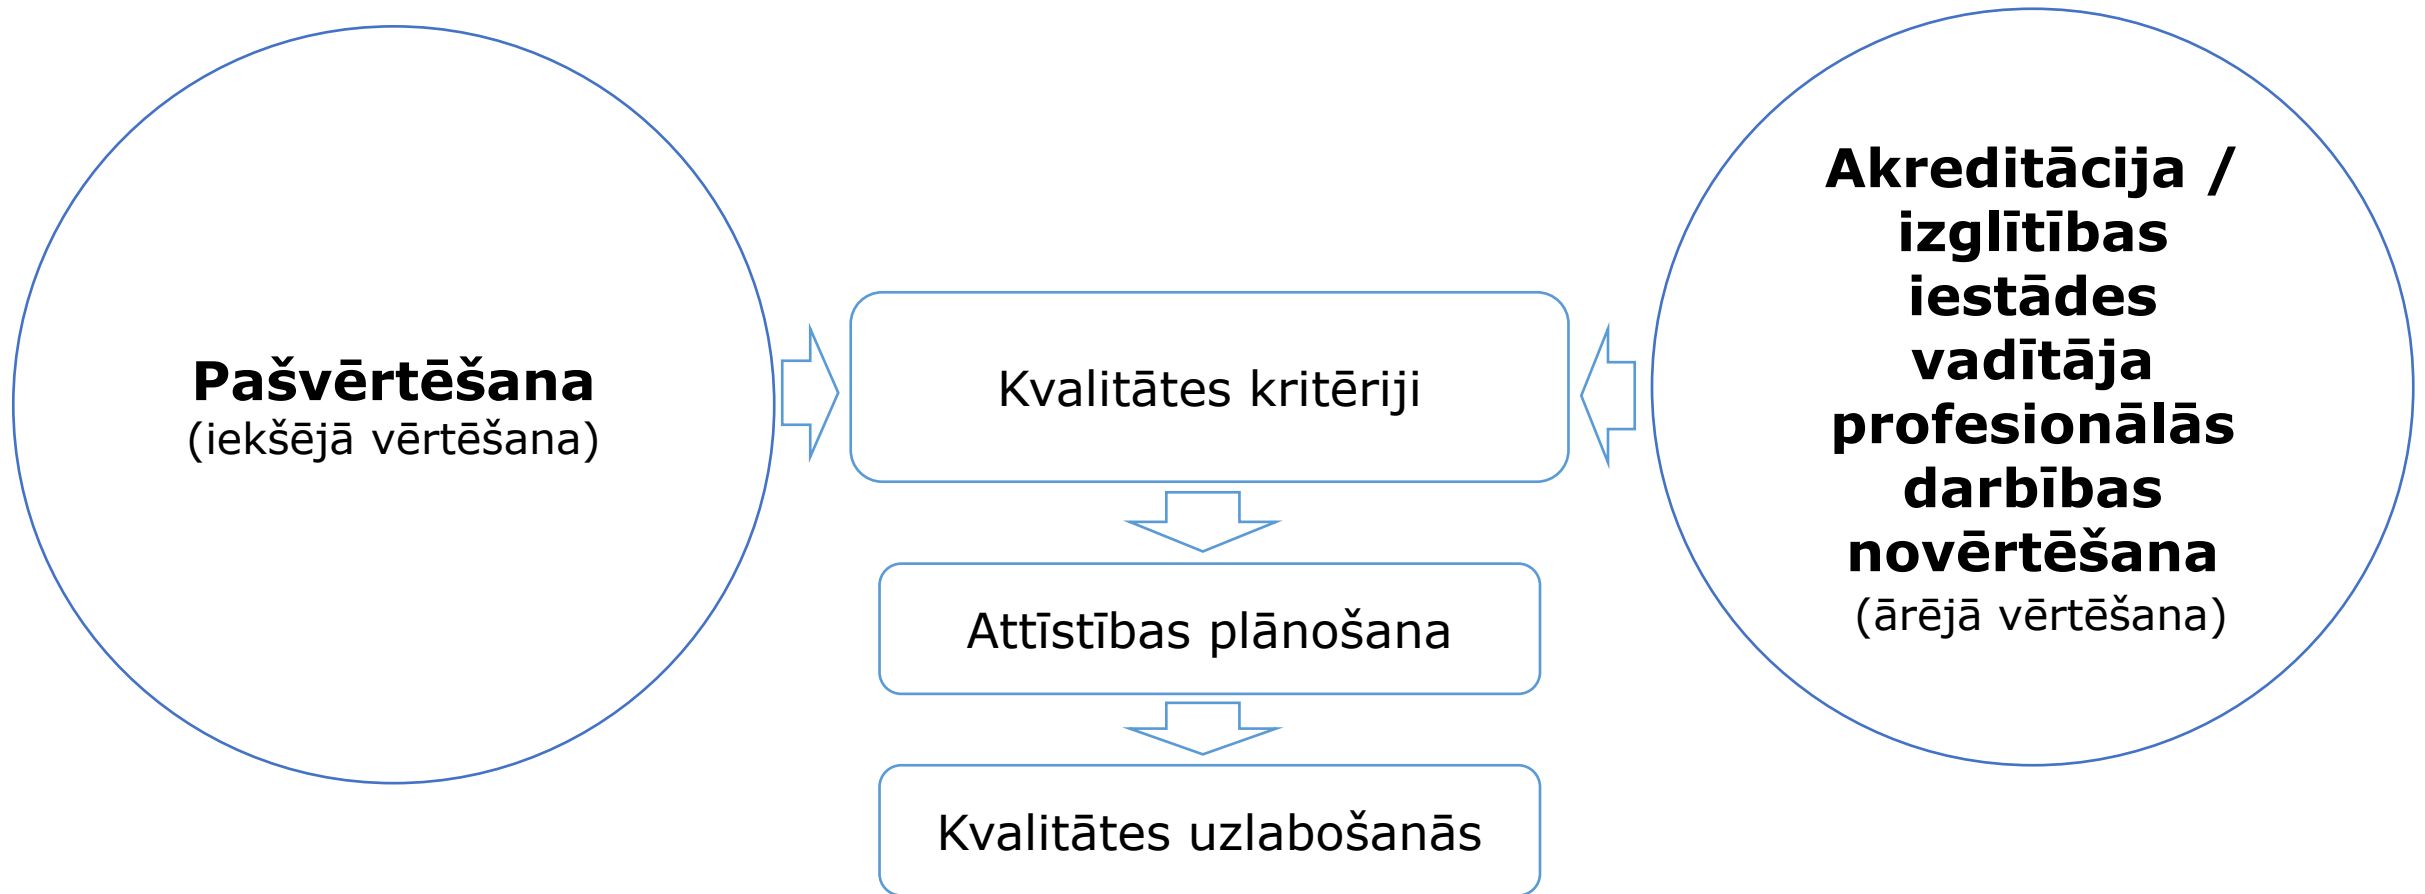 Pašvērtēšana
(iekšējā vērtēšana)
Kvalitātes kritēriji
Attīstības plānošana
Kvalitātes uzlabošanās
Akreditācija /
izglītības
iestādes
vadītāja
profesionālās
darbības
novērtēšana
(ārējā vērtēšana)